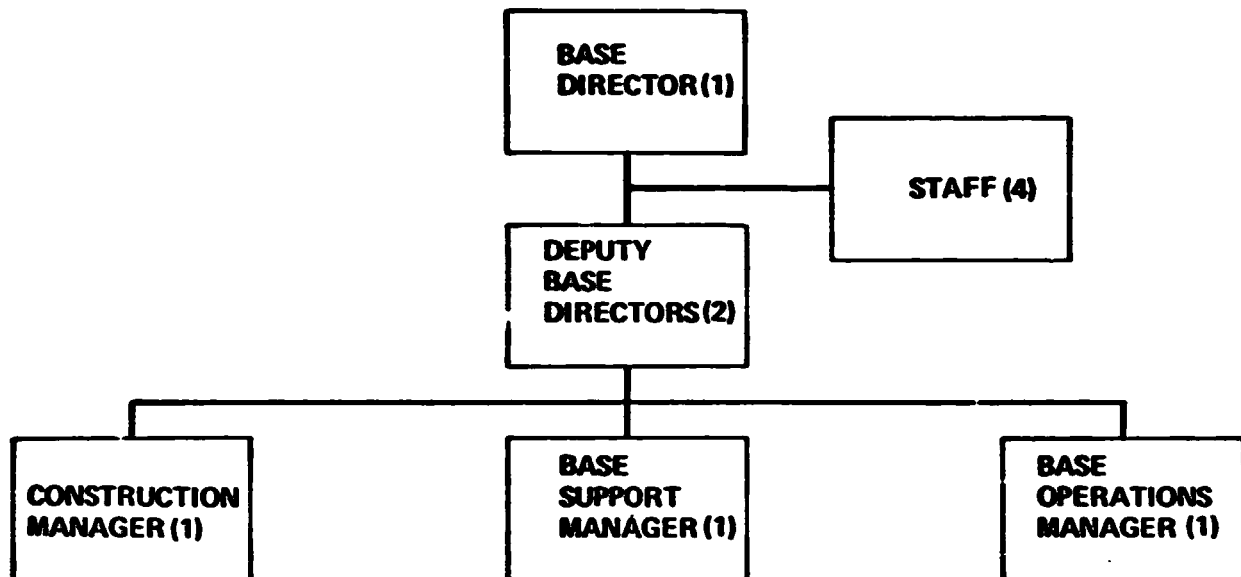 BASE
DIRECTOR (1)
STAFF (4)
DEPUTY
BASE
DIRECTORS (2)
CONSTRUCTION
MANAGER (1)
BASE
SUPPORT
MANAGER (1)
BASE
OPERATIONS
MANAGER (1)